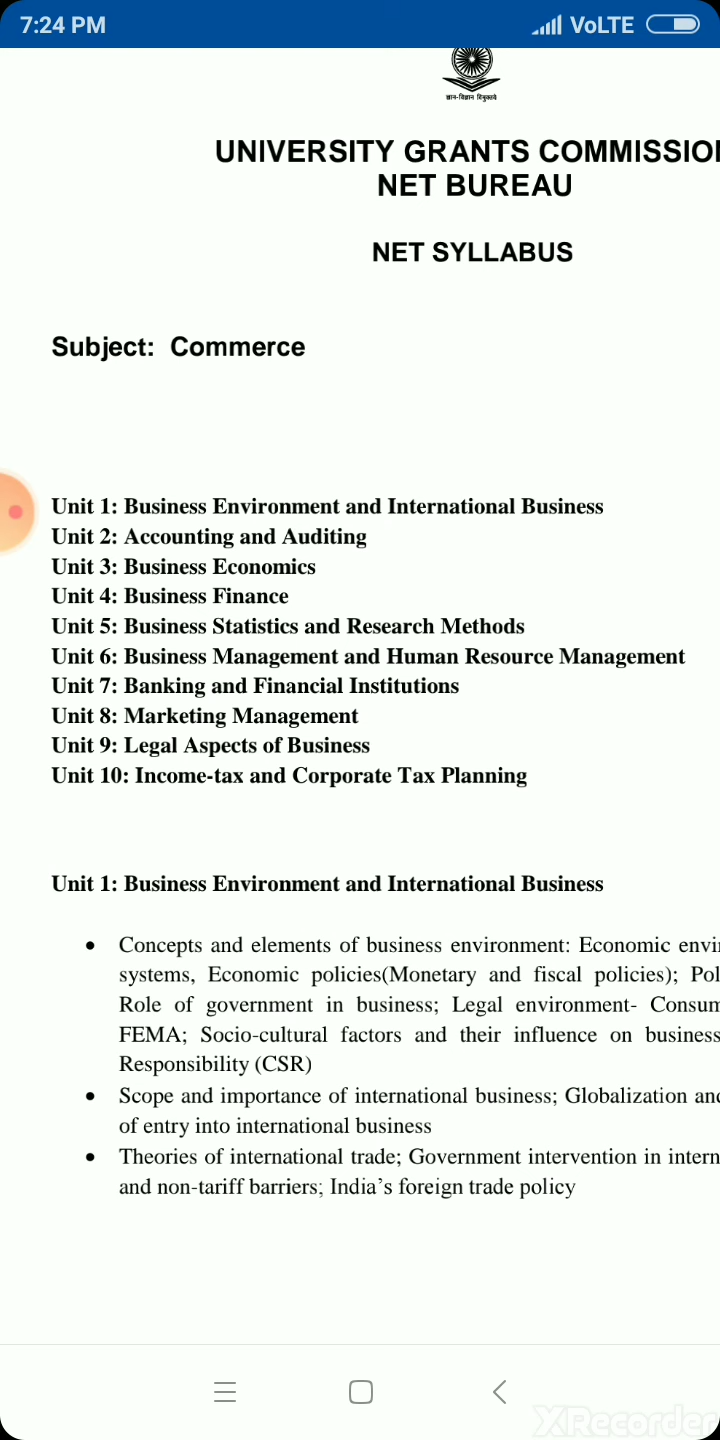 7:24 PM
VoLTE
ज्ञान-विज्ञान विमुक्तये
UNIVERSITY GRANTS COMMISSION
NET BUREAU
NET SYLLABUS
Subject: Commerce
Unit 1: Business Environment and International Business
Unit 2: Accounting and Auditing
Unit 3: Business Economics
Unit 4: Business Finance
Unit 5: Business Statistics and Research Methods
Unit 6: Business Management and Human Resource Management
Unit 7: Banking and Financial Institutions
Unit 8: Marketing Management
Unit 9: Legal Aspects of Business
Unit 10: Income-tax and Corporate Tax Planning
Unit 1: Business Environment and International Business
• Concepts and elements of business environment: Economic envi
systems, Economic policies(Monetary and fiscal policies); Pol
Role of government in business; Legal environment- Consum
FEMA; Socio-cultural factors and their influence on business
Responsibility (CSR)
• Scope and importance of international business; Globalization and
of entry into international business
• Theories of international trade; Government intervention in intern
and non-tariff barriers; India's foreign trade policy
XRecorder